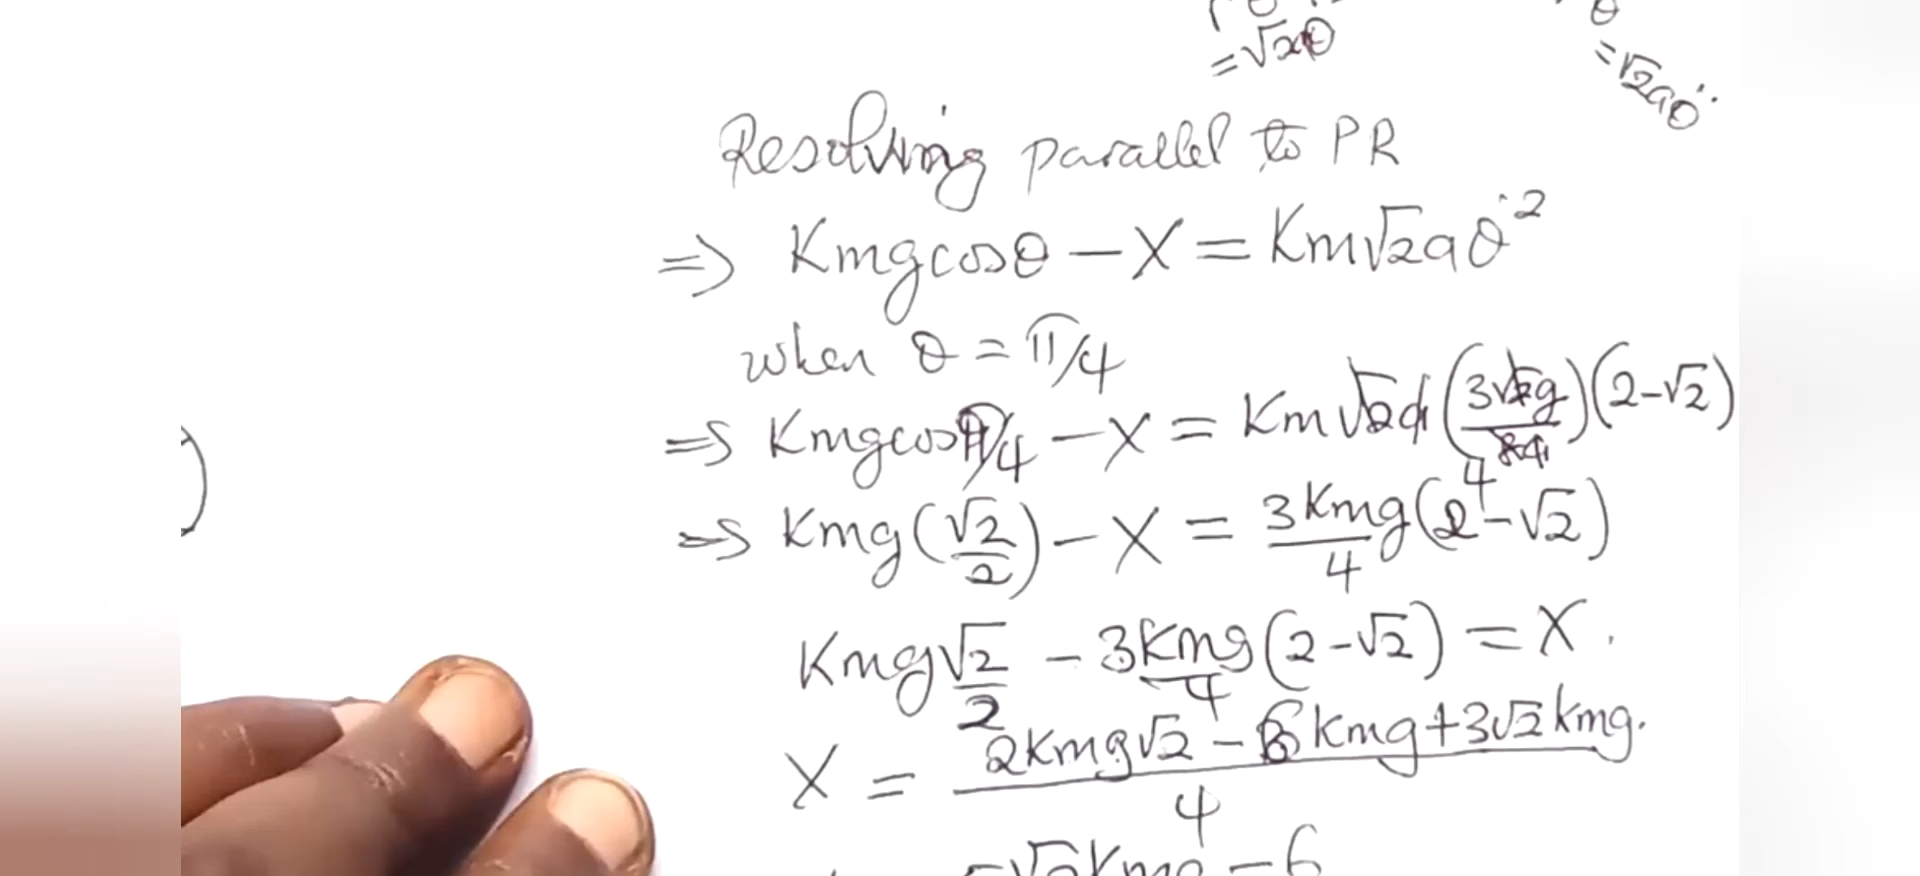 = √2aθ̇
θ
= √2aθ̈
Resolving parallel to PR
⇒ Kmgcosθ − X = Km√2aθ̇²
when θ = π/4
⇒ Kmgcosπ/4 − X = Km√2a(3√2g/8a)(2−√2)
4
⇒ Kmg(√2/2) − X = 3Kmg/4(2−√2)
Kmg√2/2 − 3Kmg/4(2−√2) = X.
X = (2Kmg√2 − 6Kmg + 3√2Kmg.)/4